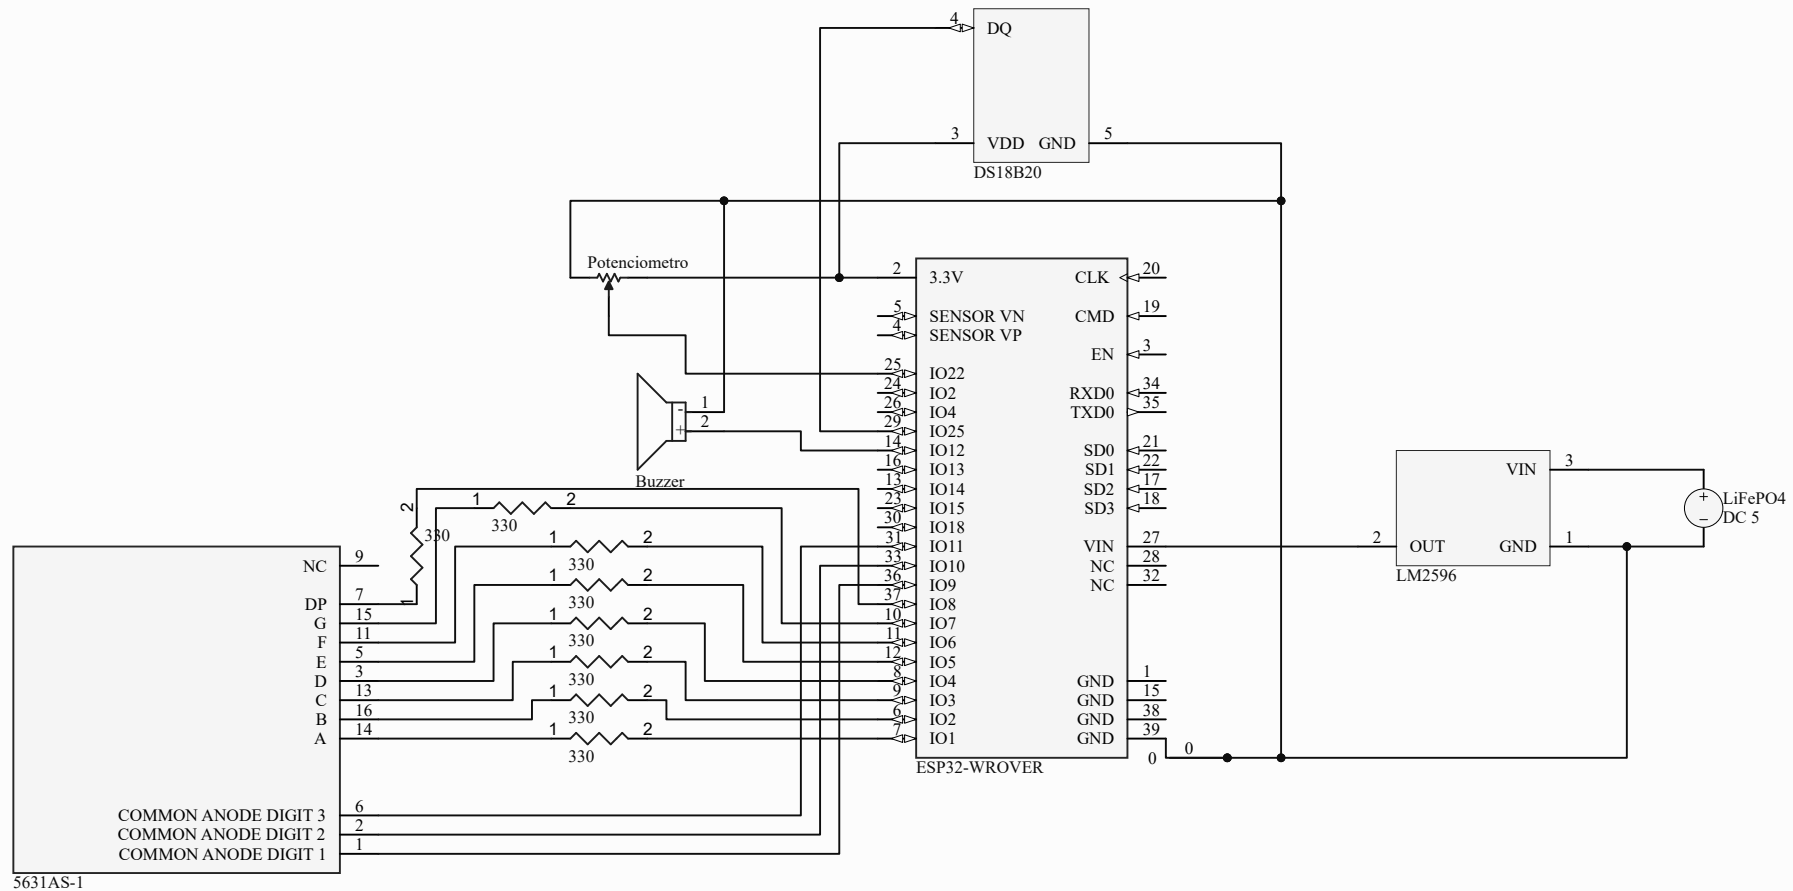 4
DQ
3
VDD GND
5
DS18B20
Potenciometro
2
3.3V
CLK
20
5
SENSOR VN
CMD
19
4
SENSOR VP
EN
3
25
IO22
24
IO2
RXD0
34
26
IO4
TXD0
35
29
IO25
14
IO12
SD0
21
16
IO13
SD1
22
13
IO14
SD2
17
23
IO15
SD3
18
30
IO18
31
IO11
VIN
27
33
IO10
NC
28
36
IO9
NC
32
37
IO8
10
IO7
11
IO6
12
IO5
8
IO4
GND
1
9
IO3
GND
15
6
IO2
GND
38
7
IO1
GND
39
ESP32-WROVER
0
0
- 1
+ 2
Buzzer
VIN
3
2
OUT
GND
1
LM2596
+
−
LiFePO4
DC 5
2
330
1
1 2
330
1 2
330
1 2
330
1 2
330
1 2
330
1 2
330
1 2
330
NC
9
DP
7
G
15
F
11
E
5
D
3
C
13
B
16
A
14
COMMON ANODE DIGIT 3
6
COMMON ANODE DIGIT 2
2
COMMON ANODE DIGIT 1
1
5631AS-1